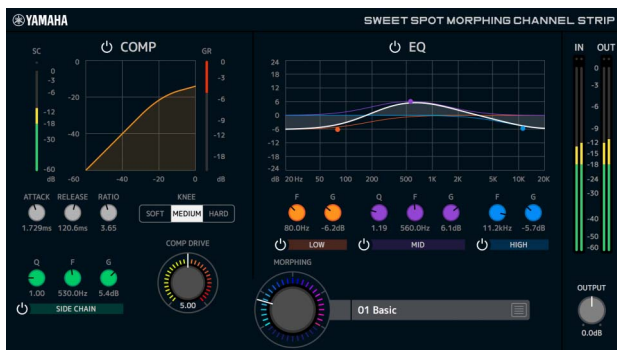 YAMAHA
SWEET SPOT MORPHING CHANNEL STRIP
COMP
EQ
IN OUT
SC
GR
0
-3
-6
-12
-18
-30
-60
dB
0
-20
-40
-60
-60 -40 -20 0
0
-3
-6
-9
-12
-18
dB
24
18
12
6
0
-6
-12
-18
-24
dB 20Hz 50 100 200 500 1K 2K 5K 10K 20K
0
-3
-6
-9
-12
-15
-18
-24
-30
-40
-50
-60
ATTACK RELEASE RATIO
1.729ms 120.6ms 3.65
KNEE
SOFT MEDIUM HARD
F G
80.0Hz -6.2dB
LOW
Q F G
1.19 560.0Hz 6.1dB
MID
F G
11.2kHz -5.7dB
HIGH
Q F G
1.00 530.0Hz 5.4dB
SIDE CHAIN
COMP DRIVE
5.00
MORPHING
01 Basic
OUTPUT
0.0dB